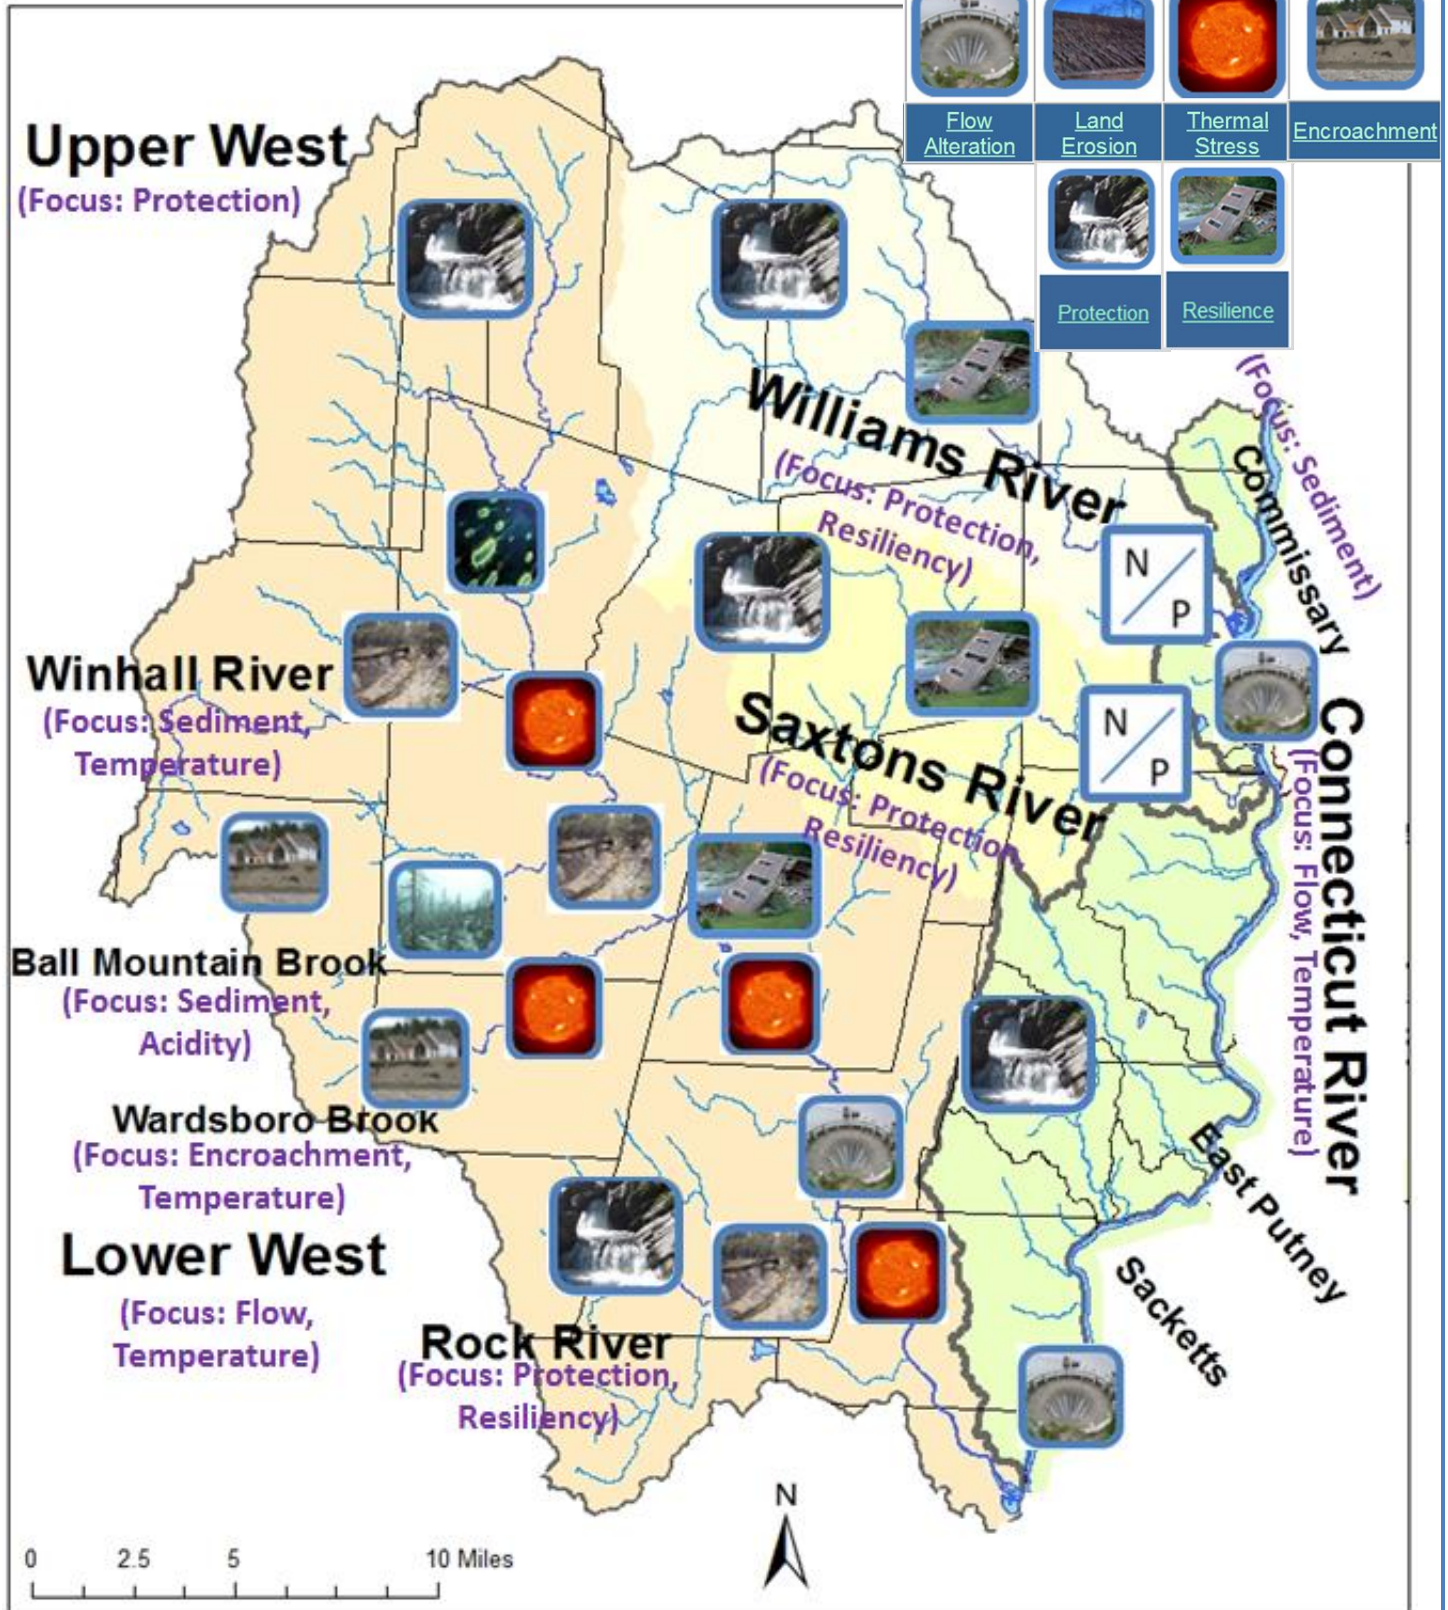 Flow
Alteration
Land
Erosion
Thermal
Stress
Encroachment
Protection
Resilience
Upper West
(Focus: Protection)
Williams River
(Focus: Protection,
Resiliency)
(Focus: Sediment)
Commissary
N
P
Winhall River
(Focus: Sediment,
Temperature)
Saxtons River
(Focus: Protection,
Resiliency)
N
P
Connecticut River
(Focus: Flow, Temperature)
Ball Mountain Brook
(Focus: Sediment,
Acidity)
Wardsboro Brook
(Focus: Encroachment,
Temperature)
East Putney
Lower West
(Focus: Flow,
Temperature)
Sacketts
Rock River
(Focus: Protection,
Resiliency)
N
0 2.5 5 10 Miles